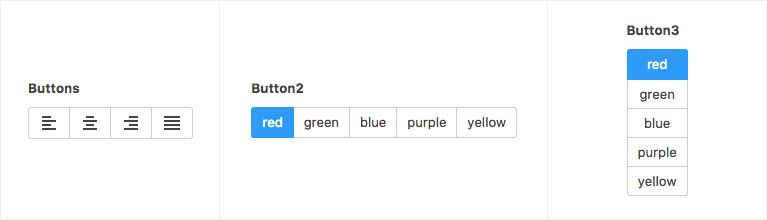 Buttons
Button2
red green blue purple yellow
Button3
red
green
blue
purple
yellow